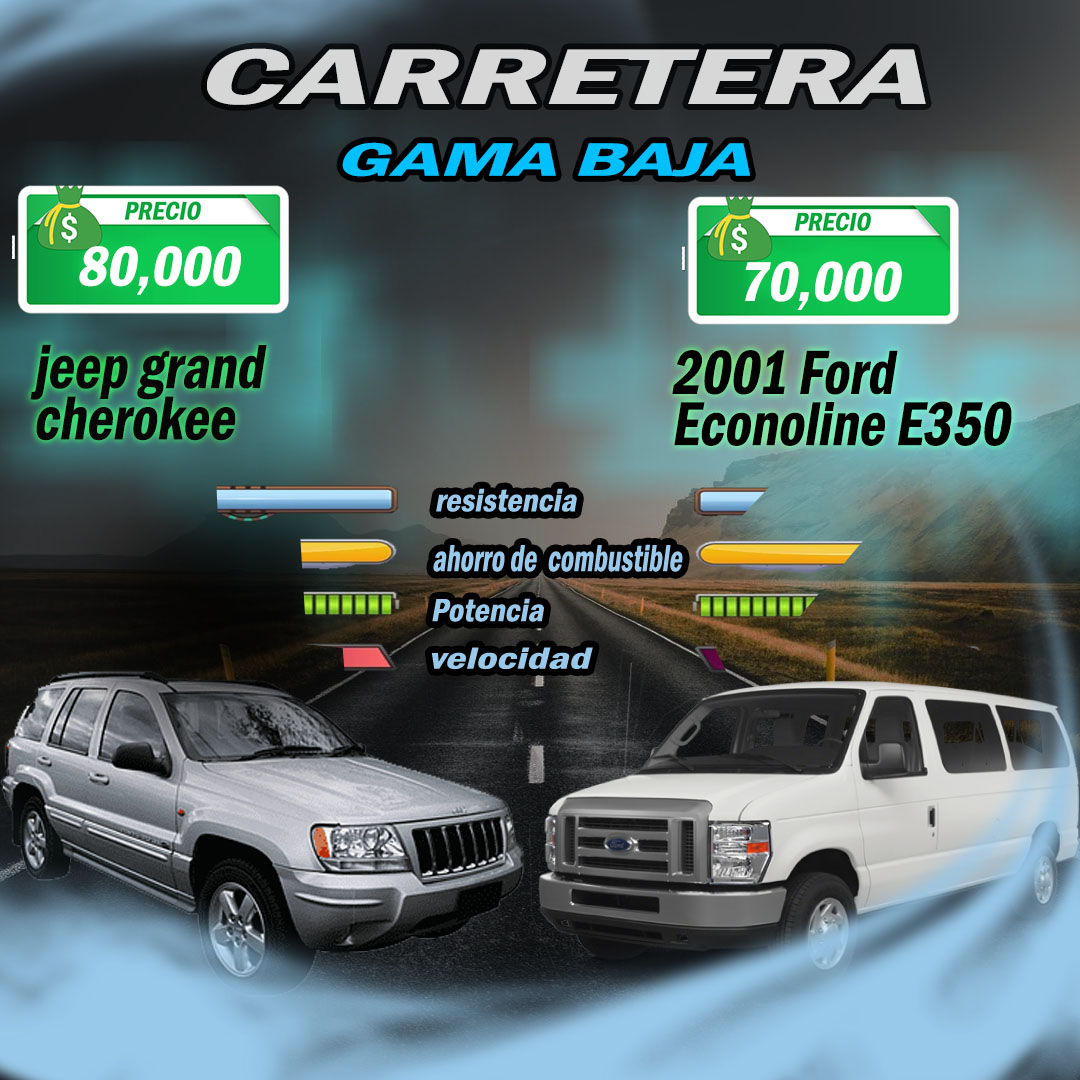 CARRETERA
GAMA BAJA
PRECIO
$
80,000
jeep grand
cherokee
PRECIO
$
70,000
2001 Ford
Econoline E350
resistencia
ahorro de combustible
Potencia
velocidad
Ford